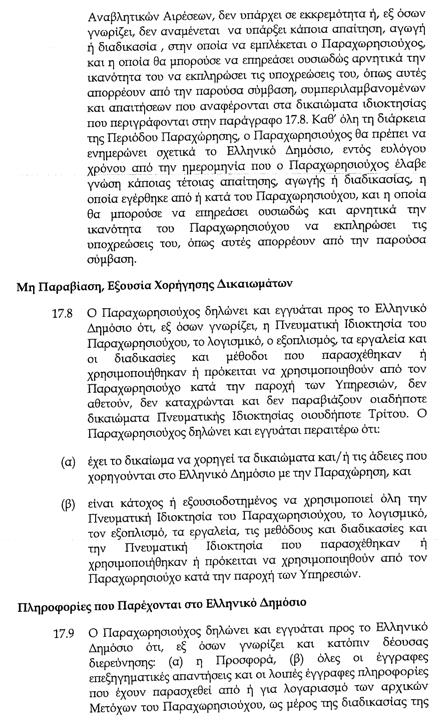 Αναβλητικών Αιρέσεων, δεν υπάρχει σε εκκρεμότητα ή, εξ όσων
γνωρίζει, δεν αναμένεται να υπάρξει κάποια απαίτηση, αγωγή
ή διαδικασία , στην οποία να εμπλέκεται ο Παραχωρησιούχος,
και η οποία θα μπορούσε να επηρεάσει ουσιωδώς αρνητικά την
ικανότητα του να εκπληρώσει τις υποχρεώσεις του, όπως αυτές
απορρέουν από την παρούσα σύμβαση, συμπεριλαμβανομένων
και απαιτήσεων που αναφέρονται στα δικαιώματα ιδιοκτησίας
που περιγράφονται στην παράγραφο 17.8. Καθ' όλη τη διάρκεια
της Περιόδου Παραχώρησης, ο Παραχωρησιούχος θα πρέπει να
ενημερώνει σχετικά το Ελληνικό Δημόσιο, εντός ευλόγου
χρόνου από την ημερομηνία που ο Παραχωρησιούχος έλαβε
γνώση κάποιας τέτοιας απαίτησης, αγωγής ή διαδικασίας, η
οποία εγέρθηκε από ή κατά του Παραχωρησιούχου, και η οποία
θα μπορούσε να επηρεάσει ουσιωδώς και αρνητικά την
ικανότητα του Παραχωρησιούχου να εκπληρώσει τις
υποχρεώσεις του, όπως αυτές απορρέουν από την παρούσα
σύμβαση.
Μη Παραβίαση, Εξουσία Χορήγησης Δικαιωμάτων
17.8 Ο Παραχωρησιούχος δηλώνει και εγγυάται προς το Ελληνικό
Δημόσιο ότι, εξ όσων γνωρίζει, η Πνευματική Ιδιοκτησία του
Παραχωρησιούχου, το λογισμικό, ο εξοπλισμός, τα εργαλεία και
οι διαδικασίες και μέθοδοι που παρασχέθηκαν ή
χρησιμοποιήθηκαν ή πρόκειται να χρησιμοποιηθούν από τον
Παραχωρησιούχο κατά την παροχή των Υπηρεσιών, δεν
αθετούν, δεν καταχρώνται και δεν παραβιάζουν οιαδήποτε
δικαιώματα Πνευματικής Ιδιοκτησίας οιουδήποτε Τρίτου. Ο
Παραχωρησιούχος δηλώνει και εγγυάται περαιτέρω ότι:
(α) έχει το δικαίωμα να χορηγεί τα δικαιώματα και/ή τις άδειες που
χορηγούνται στο Ελληνικό Δημόσιο με την Παραχώρηση, και
(β) είναι κάτοχος ή εξουσιοδοτημένος να χρησιμοποιεί όλη την
Πνευματική Ιδιοκτησία του Παραχωρησιούχου, το λογισμικό,
τον εξοπλισμό, τα εργαλεία, τις μεθόδους και διαδικασίες και
την Πνευματική Ιδιοκτησία που παρασχέθηκαν ή
χρησιμοποιήθηκαν ή πρόκειται να χρησιμοποιηθούν από τον
Παραχωρησιούχο κατά την παροχή των Υπηρεσιών.
Πληροφορίες που Παρέχονται στο Ελληνικό Δημόσιο
17.9 Ο Παραχωρησιούχος δηλώνει και εγγυάται προς το Ελληνικό
Δημόσιο ότι, εξ όσων γνωρίζει και κατόπιν δέουσας
διερεύνησης: (α) η Προσφορά, (β) όλες οι έγγραφες
επεξηγηματικές απαντήσεις και οι λοιπές έγγραφες πληροφορίες
που έχουν παρασχεθεί από ή για λογαριασμό των αρχικών
Μετόχων του Παραχωρησιούχου, ως μέρος της διαδικασίας της